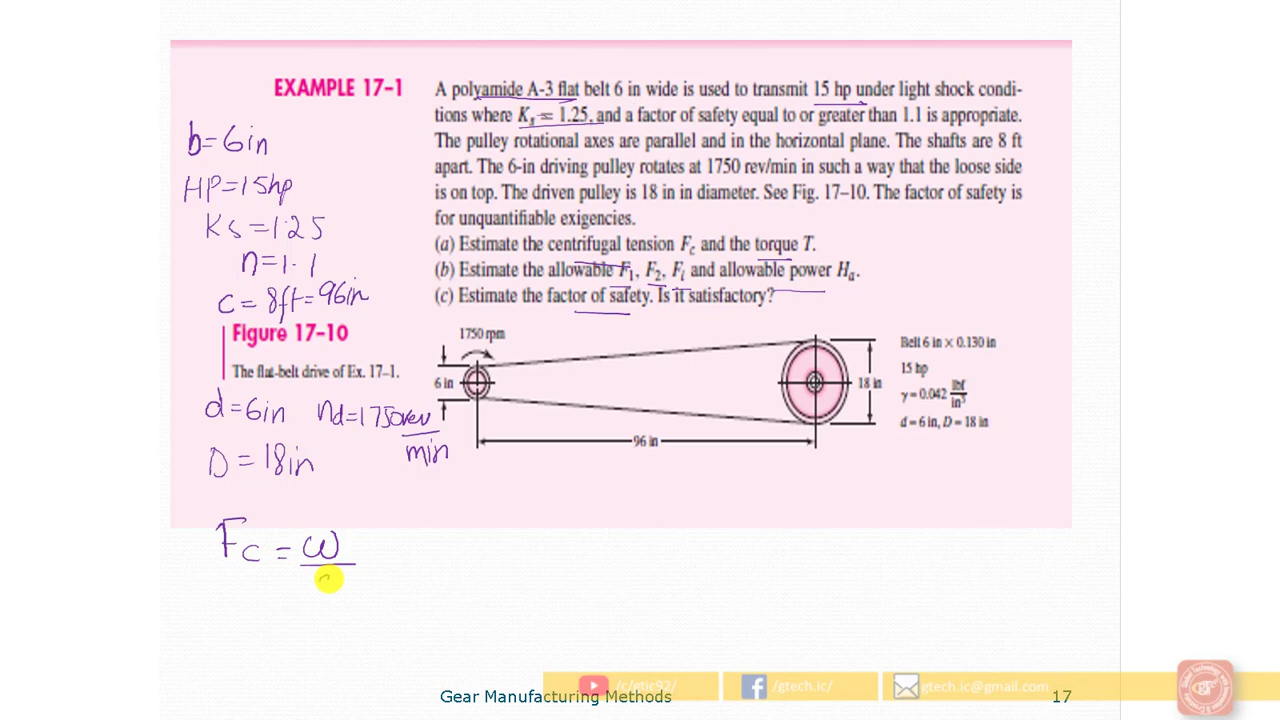 EXAMPLE 17–1
A polyamide A-3 flat belt 6 in wide is used to transmit 15 hp under light shock condi-
tions where Ks = 1.25, and a factor of safety equal to or greater than 1.1 is appropriate.
The pulley rotational axes are parallel and in the horizontal plane. The shafts are 8 ft
apart. The 6-in driving pulley rotates at 1750 rev/min in such a way that the loose side
is on top. The driven pulley is 18 in in diameter. See Fig. 17–10. The factor of safety is
for unquantifiable exigencies.
(a) Estimate the centrifugal tension Fc and the torque T.
(b) Estimate the allowable F1, F2, Fi and allowable power Ha.
(c) Estimate the factor of safety. Is it satisfactory?
b=6in
HP=15hp
Ks=1.25
n=1.1
c=8ft=96in
Figure 17–10
The flat-belt drive of Ex. 17–1.
d=6in nd=1750rev/min
D=18in
1750 rpm
6 in
18 in
96 in
Belt 6 in × 0.130 in
15 hp
γ = 0.042 lbf/in³
d = 6 in, D = 18 in
Fc = ω
/c/gtic92/
/gtech.ic/
gtech.ic@gmail.com
Gear Manufacturing Methods
17